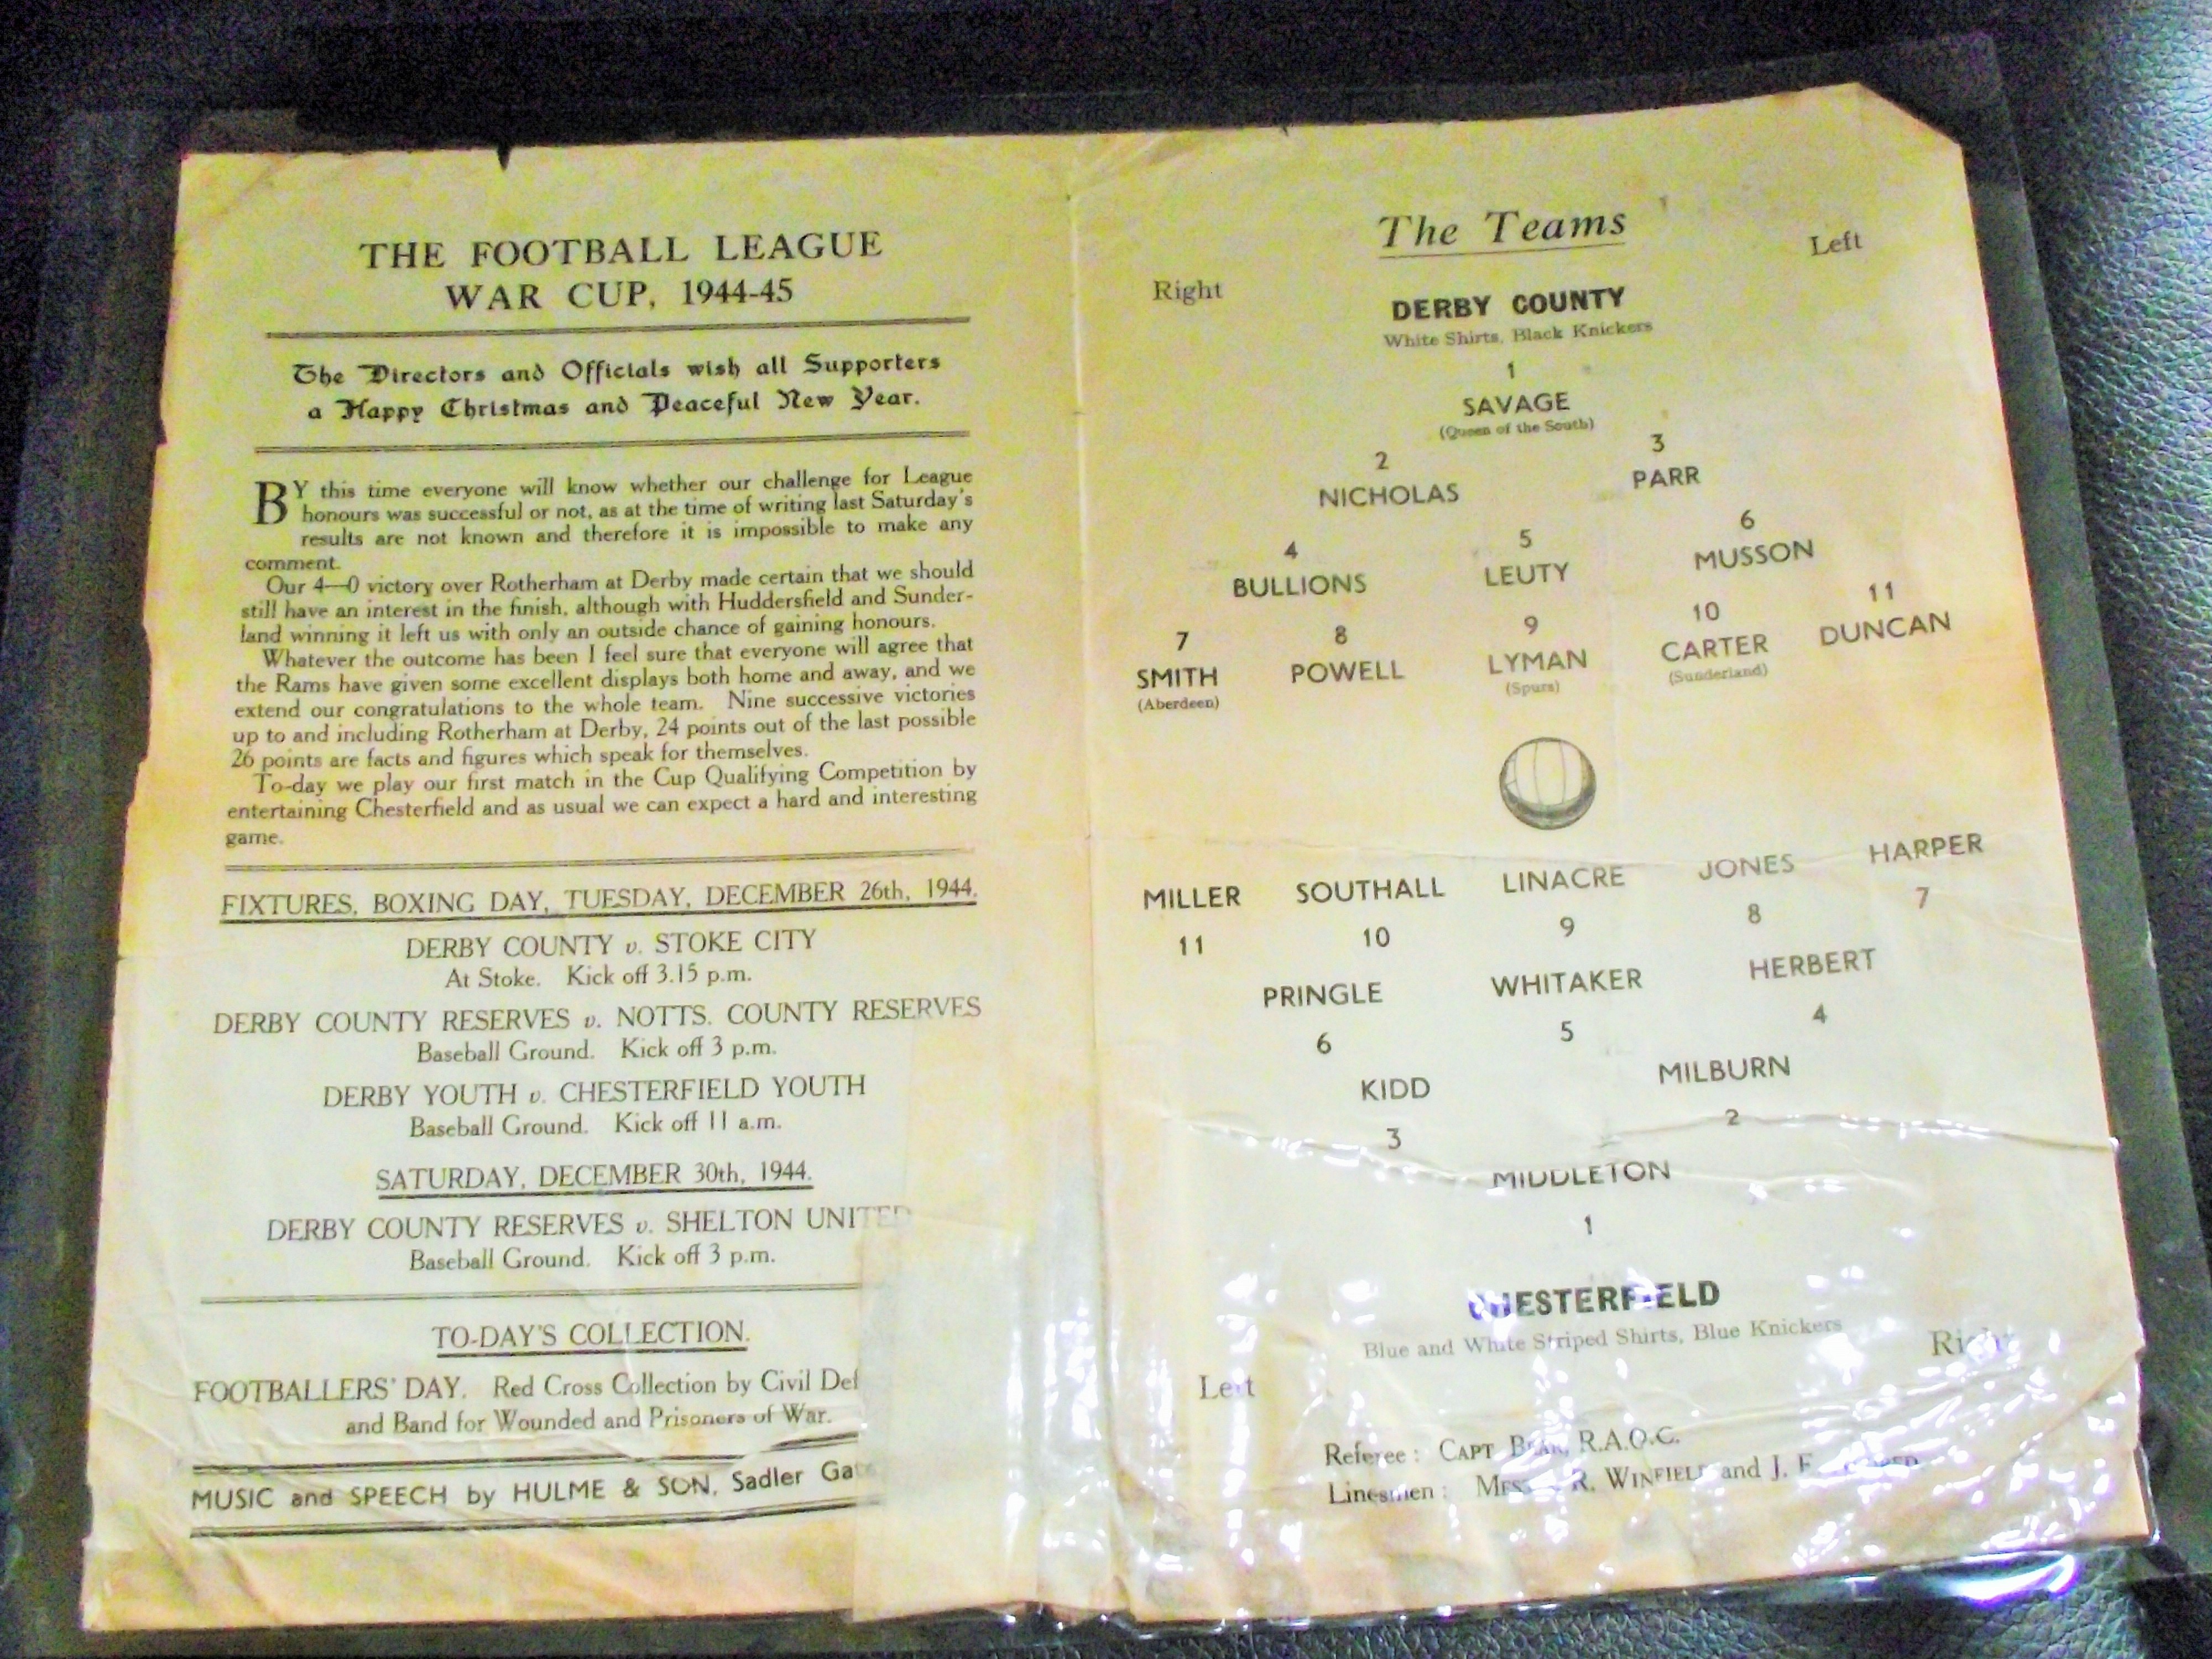 THE FOOTBALL LEAGUE
WAR CUP, 1944-45
The Directors and Officials wish all Supporters
a Happy Christmas and Peaceful New Year.
BY this time everyone will know whether our challenge for League
honours was successful or not, as at the time of writing last Saturday's
results are not known and therefore it is impossible to make any
comment.
Our 4—0 victory over Rotherham at Derby made certain that we should
still have an interest in the finish, although with Huddersfield and Sunder-
land winning it left us with only an outside chance of gaining honours.
Whatever the outcome has been I feel sure that everyone will agree that
the Rams have given some excellent displays both home and away, and we
extend our congratulations to the whole team. Nine successive victories
up to and including Rotherham at Derby, 24 points out of the last possible
26 points are facts and figures which speak for themselves.
To-day we play our first match in the Cup Qualifying Competition by
entertaining Chesterfield and as usual we can expect a hard and interesting
game.
FIXTURES, BOXING DAY, TUESDAY, DECEMBER 26th, 1944.
DERBY COUNTY v. STOKE CITY
At Stoke. Kick off 3.15 p.m.
DERBY COUNTY RESERVES v. NOTTS. COUNTY RESERVES
Baseball Ground. Kick off 3 p.m.
DERBY YOUTH v. CHESTERFIELD YOUTH
Baseball Ground. Kick off 11 a.m.
SATURDAY, DECEMBER 30th, 1944.
DERBY COUNTY RESERVES v. SHELTON UNITED
Baseball Ground. Kick off 3 p.m.
TO-DAY'S COLLECTION.
FOOTBALLERS' DAY. Red Cross Collection by Civil Def
and Band for Wounded and Prisoners of War.
MUSIC and SPEECH by HULME & SON, Sadler Gat
The Teams
Right Left
DERBY COUNTY
White Shirts, Black Knickers
1
SAVAGE
(Queen of the South)
2 3
NICHOLAS PARR
4 5 6
BULLIONS LEUTY MUSSON
7 8 9 10 11
SMITH POWELL LYMAN CARTER DUNCAN
(Aberdeen) (Spurs) (Sunderland)
MILLER SOUTHALL LINACRE JONES HARPER
11 10 9 8 7
PRINGLE WHITAKER HERBERT
6 5 4
KIDD MILBURN
3 2
MIDDLETON
1
CHESTERFIELD
Blue and White Striped Shirts, Blue Knickers
Left Right
Referee: CAPT R.A.O.C.
Linesmen: MESSRS. R. WINFIELD and J. F.